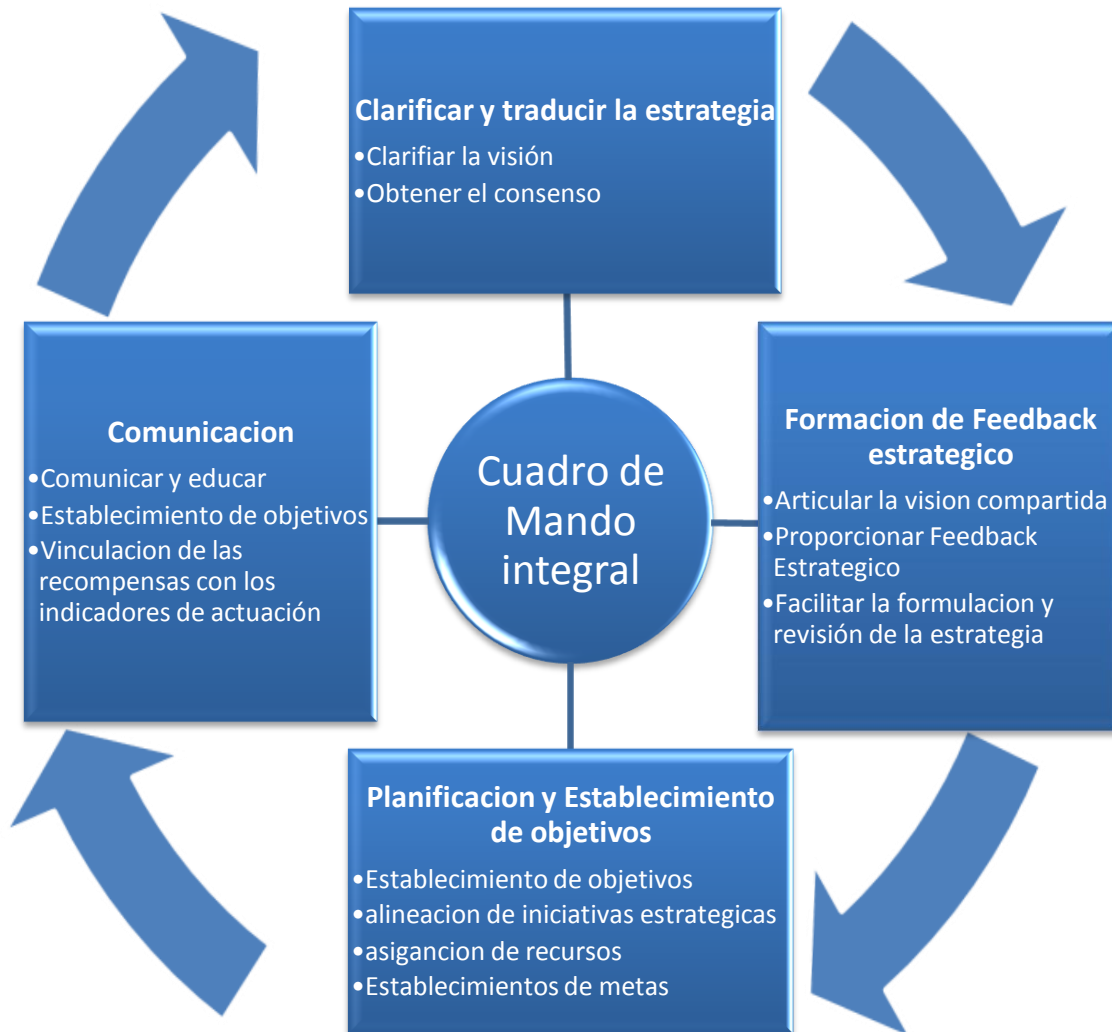 Clarificar y traducir la estrategia
•Clarifiar la visión
•Obtener el consenso
Comunicacion
•Comunicar y educar
•Establecimiento de objetivos
•Vinculacion de las
recompensas con los
indicadores de actuación
Cuadro de
Mando
integral
Formacion de Feedback
estrategico
•Articular la vision compartida
•Proporcionar Feedback
Estrategico
•Facilitar la formulacion y
revisión de la estrategia
Planificacion y Establecimiento
de objetivos
•Establecimiento de objetivos
•alineacion de iniciativas estrategicas
•asigancion de recursos
•Establecimientos de metas